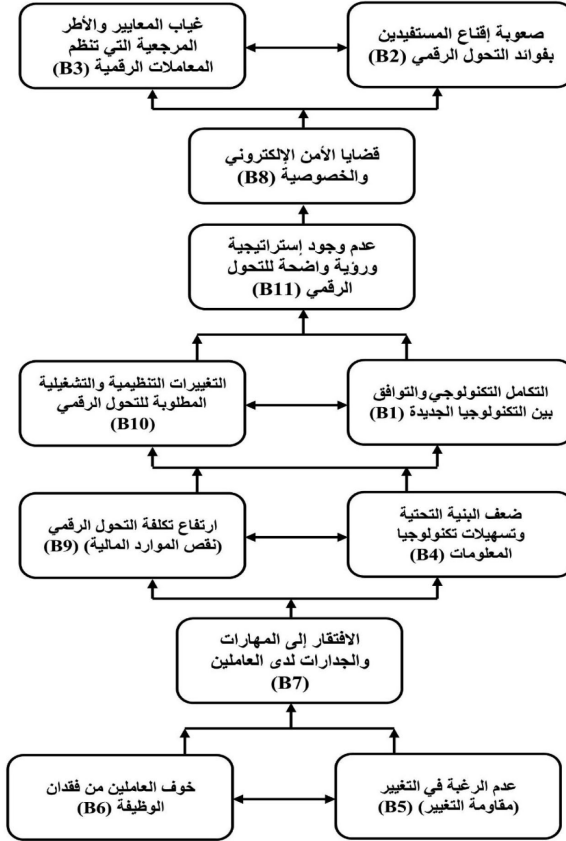 غياب المعايير والأطر
المرجعية التي تنظم
المعاملات الرقمية (B3)
صعوبة إقناع المستفيدين
بفوائد التحول الرقمي (B2)
قضايا الأمن الإلكتروني
والخصوصية (B8)
عدم وجود إستراتيجية
ورؤية واضحة للتحول
الرقمي (B11)
التغييرات التنظيمية والتشغيلية
المطلوبة للتحول الرقمي
(B10)
التكامل التكنولوجي والتوافق
بين التكنولوجيا الجديدة (B1)
ارتفاع تكلفة التحول الرقمي
(نقص الموارد المالية) (B9)
ضعف البنية التحتية
وتسهيلات تكنولوجيا
المعلومات (B4)
الافتقار إلى المهارات
والجدارات لدى العاملين
(B7)
خوف العاملين من فقدان
الوظيفة (B6)
عدم الرغبة في التغيير
(مقاومة التغيير) (B5)